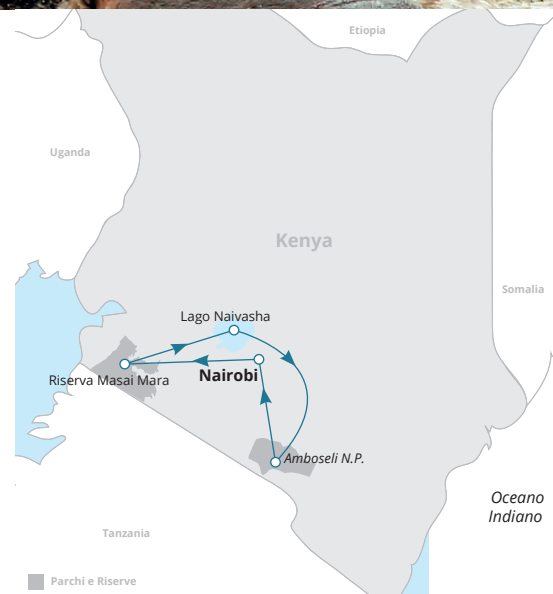 Etiopia
Uganda
Kenya
Somalia
Lago Naivasha
Riserva Masai Mara
Nairobi
Amboseli N.P.
Oceano
Indiano
Tanzania
Parchi e Riserve